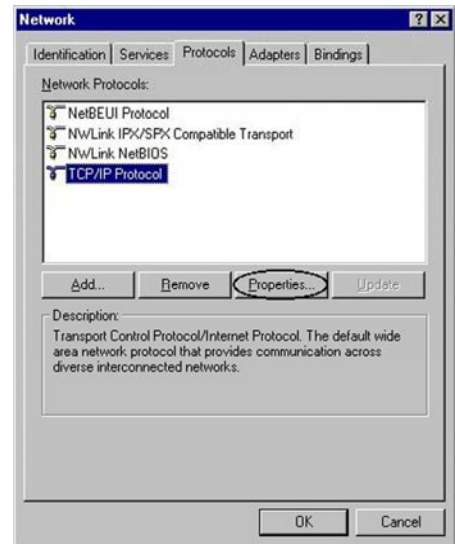 Network
Identification Services Protocols Adapters Bindings
Network Protocols:
NetBEUI Protocol
NWLink IPX/SPX Compatible Transport
NWLink NetBIOS
TCP/IP Protocol
Add... Remove Properties... Update
Description:
Transport Control Protocol/Internet Protocol. The default wide
area network protocol that provides communication across
diverse interconnected networks.
OK Cancel